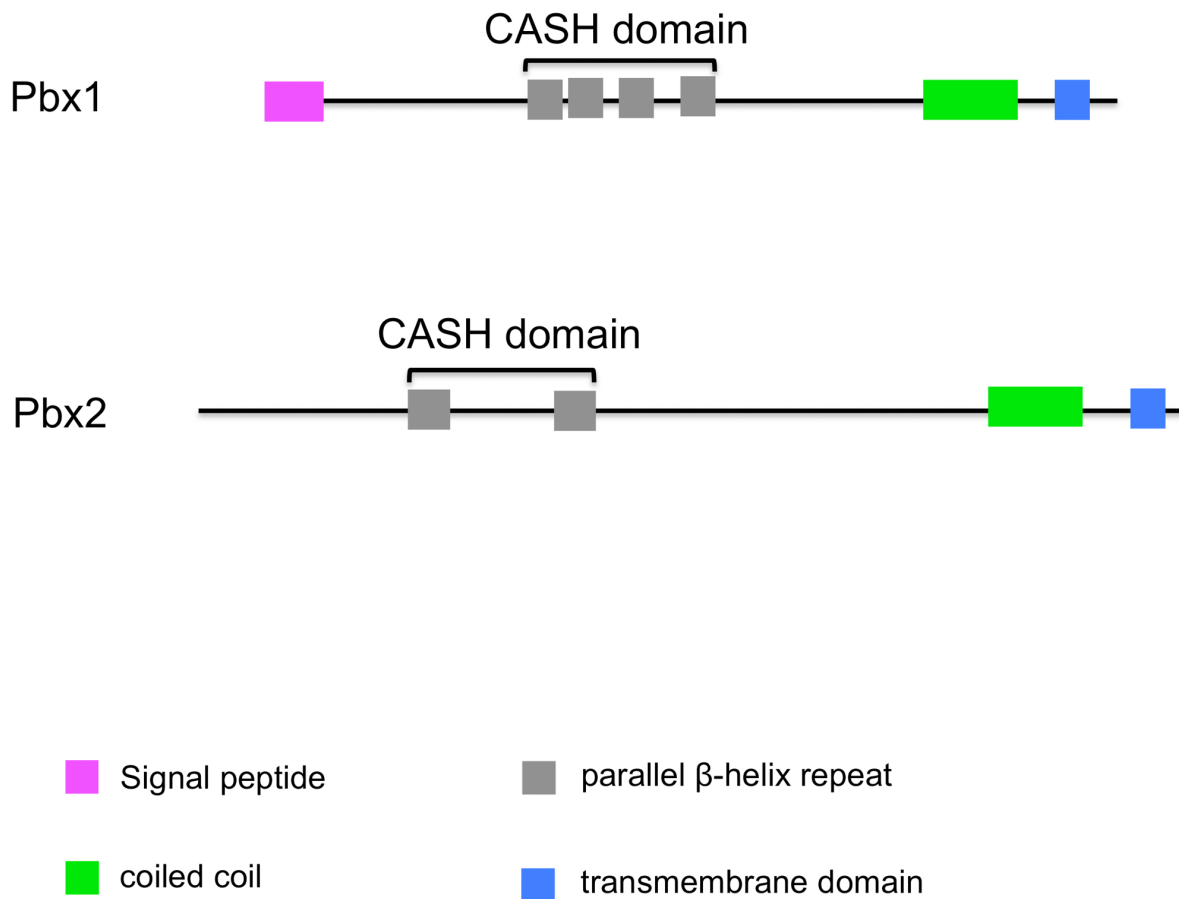 CASH domain
Pbx1
CASH domain
Pbx2
Signal peptide
parallel β-helix repeat
coiled coil
transmembrane domain